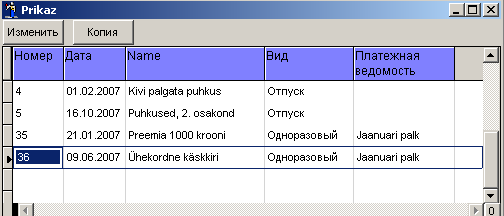 Prikaz
Изменить Копия
Номер Дата Name Вид Платежная ведомость
4 01.02.2007 Kivi palgata puhkus Отпуск
5 16.10.2007 Puhkused, 2. osakond Отпуск
35 21.01.2007 Preemia 1000 krooni Одноразовый Jaanuari palk
36 09.06.2007 Ühekordne käskkiri Одноразовый Jaanuari palk
0